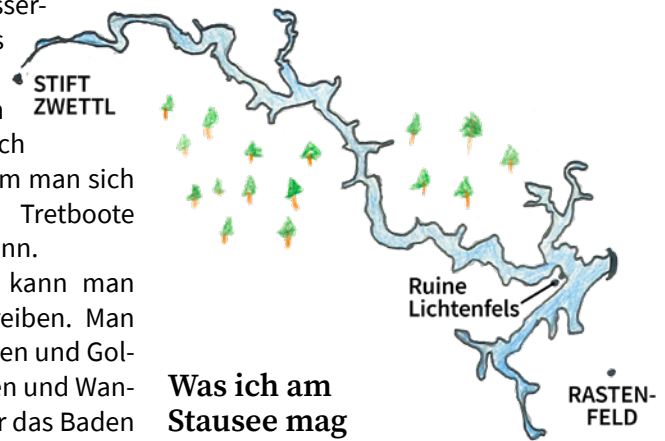 sser-
s
ch
m man sich
Tretboote
nn.
kann man
eiben. Man
en und Gol-
en und Wan-
r das Baden
STIFT
ZWETTL
Ruine
Lichtenfels
RASTEN-
FELD
Was ich am
Stausee mag